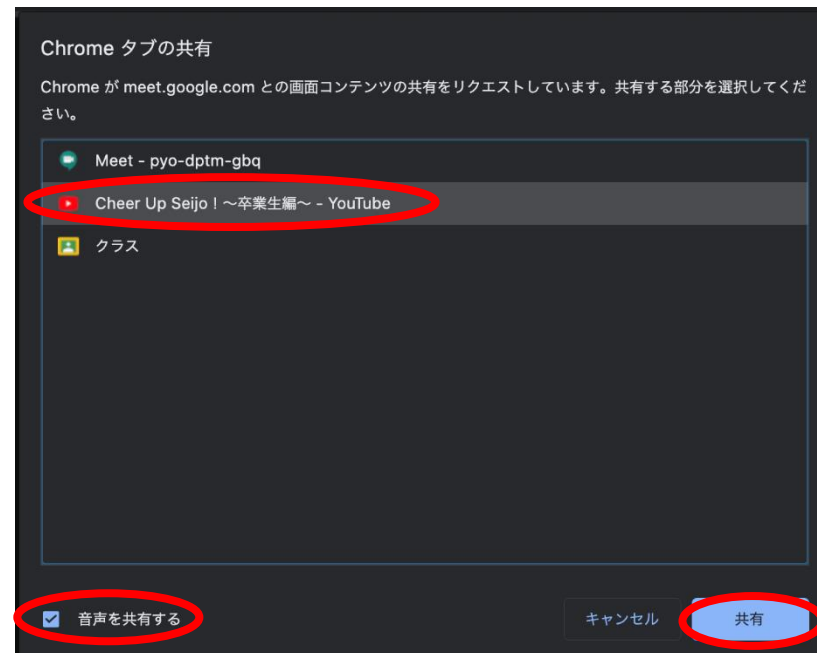 Chrome タブの共有
Chrome が meet.google.com との画面コンテンツの共有をリクエストしています。共有する部分を選択してくだ
さい。
Meet - pyo-dptm-gbq
Cheer Up Seijo！〜卒業生編〜 - YouTube
クラス
音声を共有する
キャンセル
共有